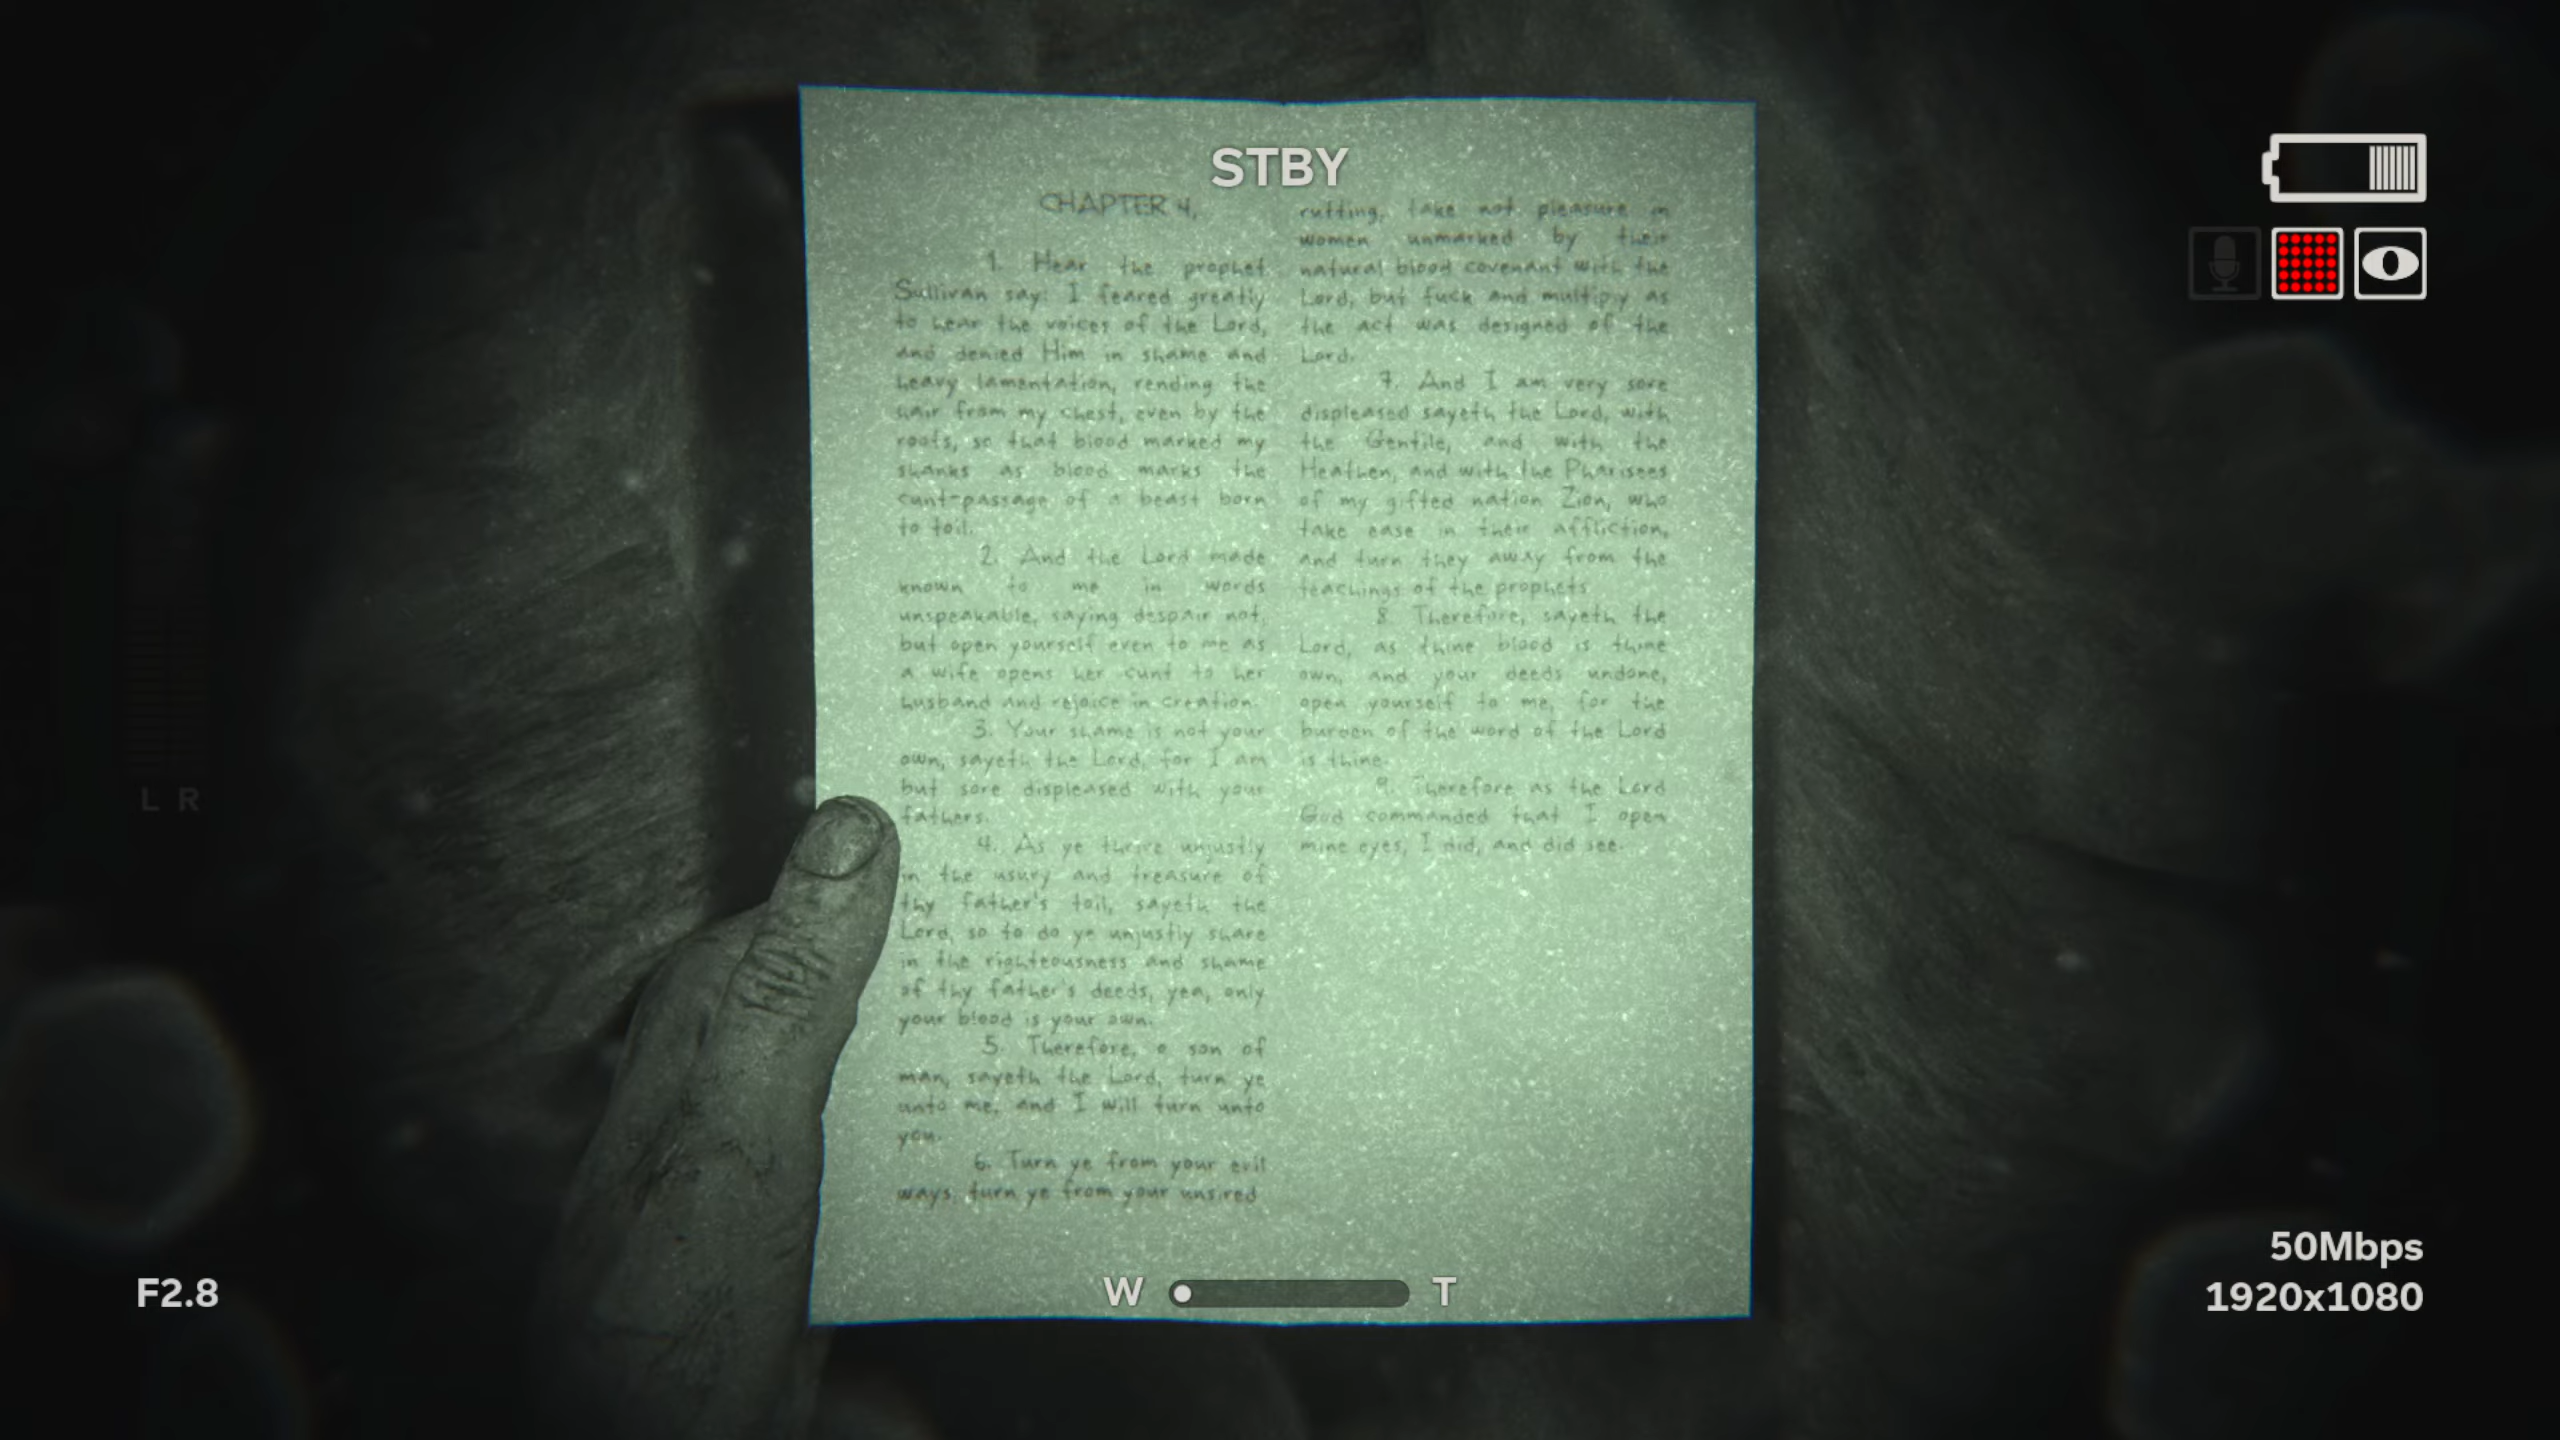 STBY
CHAPTER 4,
1. Hear the prophet
Sullivan say: I feared greatly
to hear the voices of the Lord,
and denied Him in shame and
heavy lamentation, rending the
hair from my chest, even by the
roots, so that blood marked my
shanks as blood marks the
cunt-passage of a beast born
to toil.
2. And the Lord made
known to me in words
unspeakable, saying despair not,
but open yourself even to me as
a wife opens her cunt to her
husband and rejoice in creation.
3. Your shame is not your
own, sayeth the Lord, for I am
but sore displeased with your
fathers.
4. As ye thrive unjustly
in the usury and treasure of
thy father's toil, sayeth the
Lord, so to do ye unjustly share
in the righteousness and shame
of thy father's deeds, yea, only
your blood is your own.
5. Therefore, o son of
man, sayeth the Lord, turn ye
unto me, and I will turn unto
you.
6. Turn ye from your evil
ways, turn ye from your unsired
rutting, take not pleasure in
women unmarked by their
natural blood covenant with the
Lord, but fuck and multiply as
the act was designed of the
Lord.
7. And I am very sore
displeased sayeth the Lord, with
the Gentile, and with the
Heathen, and with the Pharisees
of my gifted nation Zion, who
take ease in their affliction,
and turn they away from the
teachings of the prophets
8. Therefore, sayeth the
Lord, as thine blood is thine
own, and your deeds undone,
open yourself to me, for the
burden of the word of the Lord
is thine.
9. Therefore as the Lord
God commanded that I open
mine eyes, I did, and did see.
L R
F2.8
W T
50Mbps
1920x1080